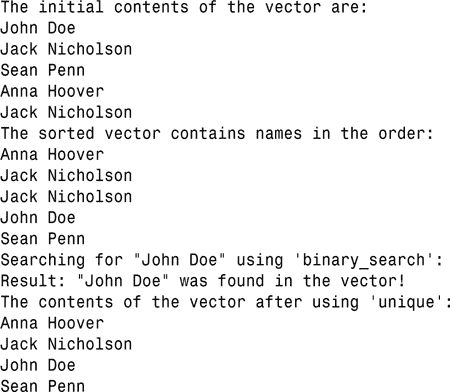 The initial contents of the vector are:
John Doe
Jack Nicholson
Sean Penn
Anna Hoover
Jack Nicholson
The sorted vector contains names in the order:
Anna Hoover
Jack Nicholson
Jack Nicholson
John Doe
Sean Penn
Searching for "John Doe" using 'binary_search':
Result: "John Doe" was found in the vector!
The contents of the vector after using 'unique':
Anna Hoover
Jack Nicholson
John Doe
Sean Penn